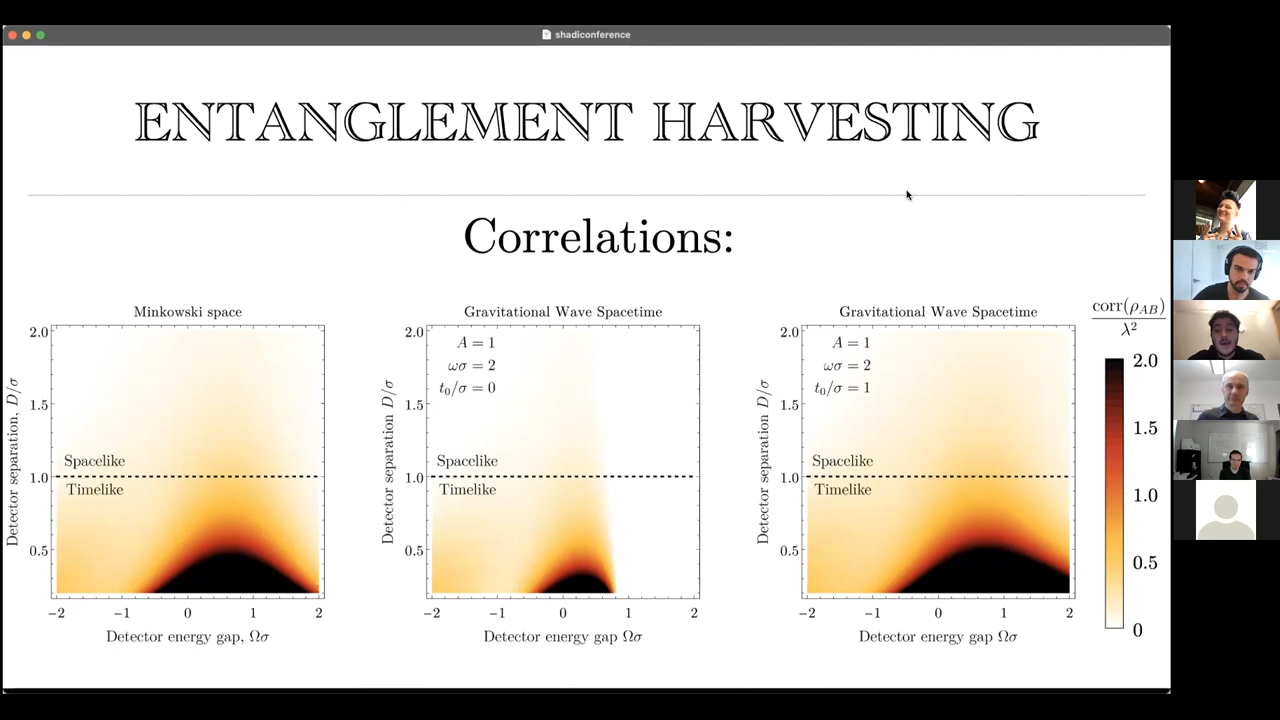 shadiconference
ENTANGLEMENT HARVESTING
Correlations:
Minkowski space
2.0
1.5
1.0
0.5
Detector separation, D/σ
Spacelike
Timelike
−2 −1 0 1 2
Detector energy gap, Ωσ
Gravitational Wave Spacetime
A = 1
ωσ = 2
t₀/σ = 0
2.0
1.5
1.0
0.5
Detector separation D/σ
Spacelike
Timelike
−2 −1 0 1 2
Detector energy gap Ωσ
Gravitational Wave Spacetime
A = 1
ωσ = 2
t₀/σ = 1
2.0
1.5
1.0
0.5
Detector separation D/σ
Spacelike
Timelike
−2 −1 0 1 2
Detector energy gap Ωσ
corr(ρ_AB)
λ²
2.0
1.5
1.0
0.5
0